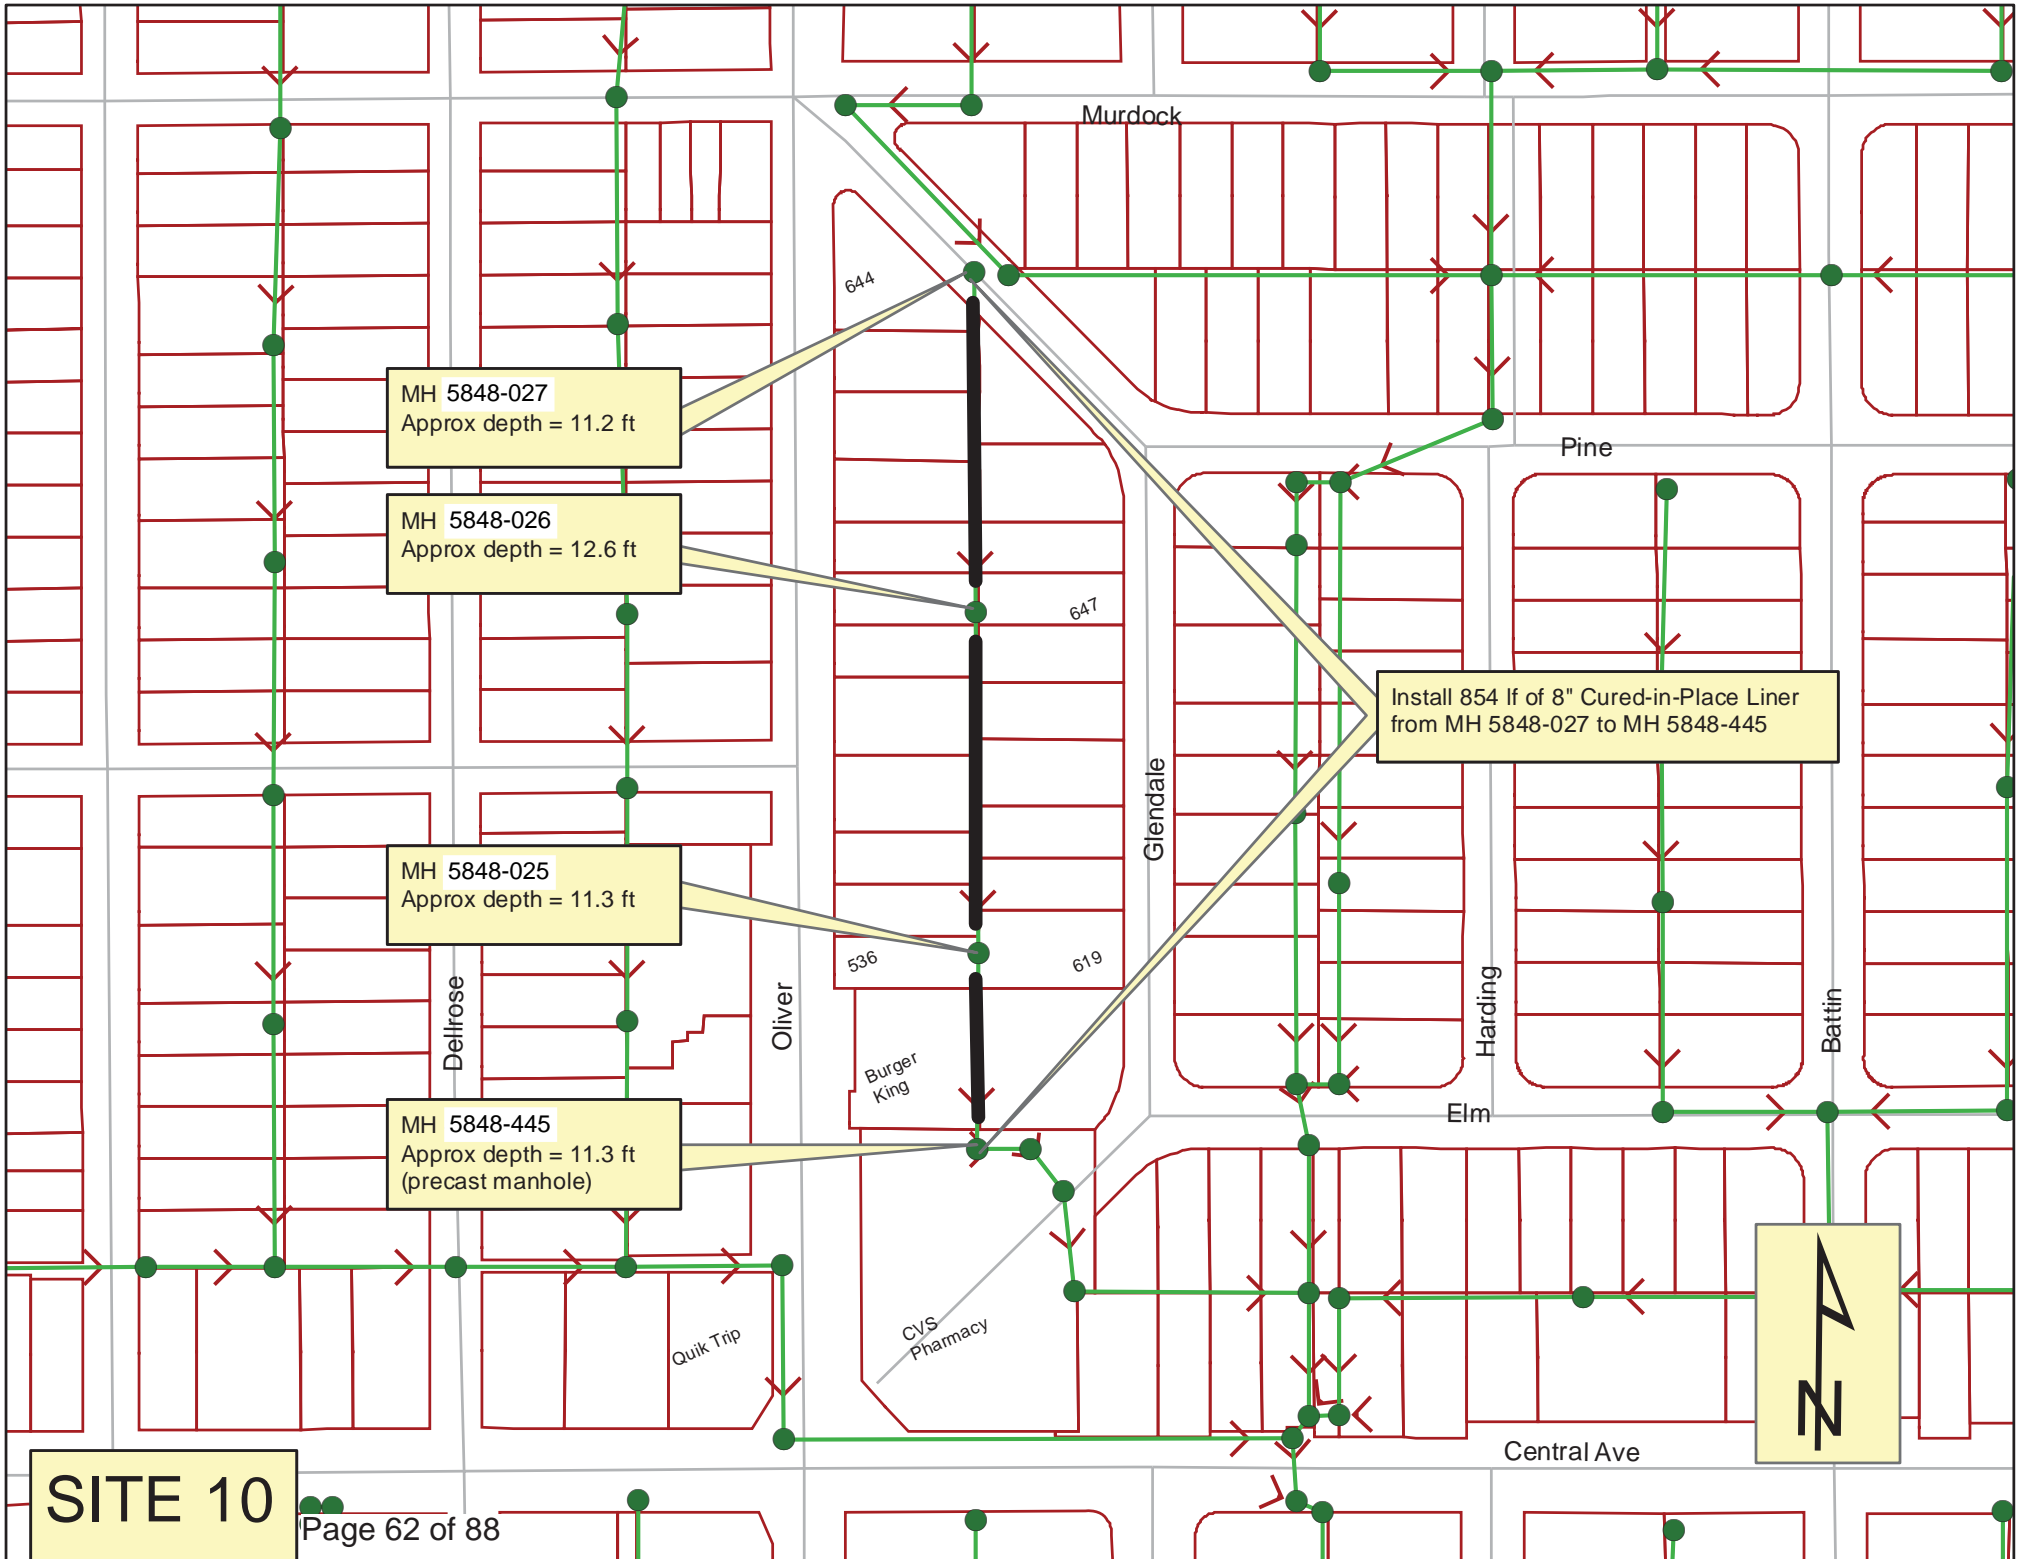 Murdock
644
MH 5848-027
Approx depth = 11.2 ft
Pine
MH 5848-026
Approx depth = 12.6 ft
647
Install 854 lf of 8" Cured-in-Place Liner
from MH 5848-027 to MH 5848-445
Glendale
MH 5848-025
Approx depth = 11.3 ft
536
619
Dellrose
Oliver
Harding
Battin
Burger
King
Elm
MH 5848-445
Approx depth = 11.3 ft
(precast manhole)
Quik Trip
CVS
Pharmacy
N
Central Ave
SITE 10
Page 62 of 88